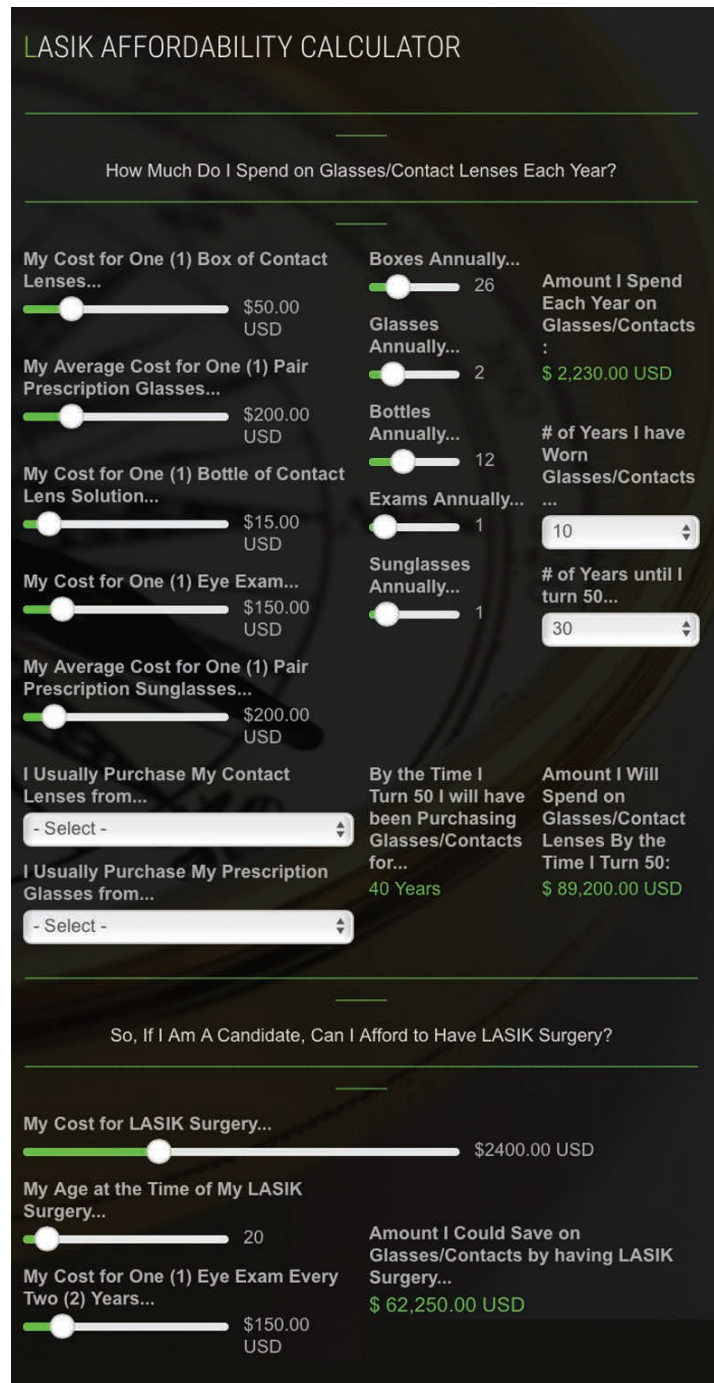 LASIK AFFORDABILITY CALCULATOR
How Much Do I Spend on Glasses/Contact Lenses Each Year?
My Cost for One (1) Box of Contact
Lenses...
$50.00
USD
My Average Cost for One (1) Pair
Prescription Glasses...
$200.00
USD
My Cost for One (1) Bottle of Contact
Lens Solution...
$15.00
USD
My Cost for One (1) Eye Exam...
$150.00
USD
My Average Cost for One (1) Pair
Prescription Sunglasses...
$200.00
USD
Boxes Annually...
26
Glasses
Annually...
2
Bottles
Annually...
12
Exams Annually...
1
Sunglasses
Annually...
1
Amount I Spend
Each Year on
Glasses/Contacts
:
$ 2,230.00 USD
# of Years I have
Worn
Glasses/Contacts
...
10
# of Years until I
turn 50...
30
I Usually Purchase My Contact
Lenses from...
- Select -
I Usually Purchase My Prescription
Glasses from...
- Select -
By the Time I
Turn 50 I will have
been Purchasing
Glasses/Contacts
for...
40 Years
Amount I Will
Spend on
Glasses/Contact
Lenses By the
Time I Turn 50:
$ 89,200.00 USD
So, If I Am A Candidate, Can I Afford to Have LASIK Surgery?
My Cost for LASIK Surgery...
$2400.00 USD
My Age at the Time of My LASIK
Surgery...
20
My Cost for One (1) Eye Exam Every
Two (2) Years...
$150.00
USD
Amount I Could Save on
Glasses/Contacts by having LASIK
Surgery...
$ 62,250.00 USD